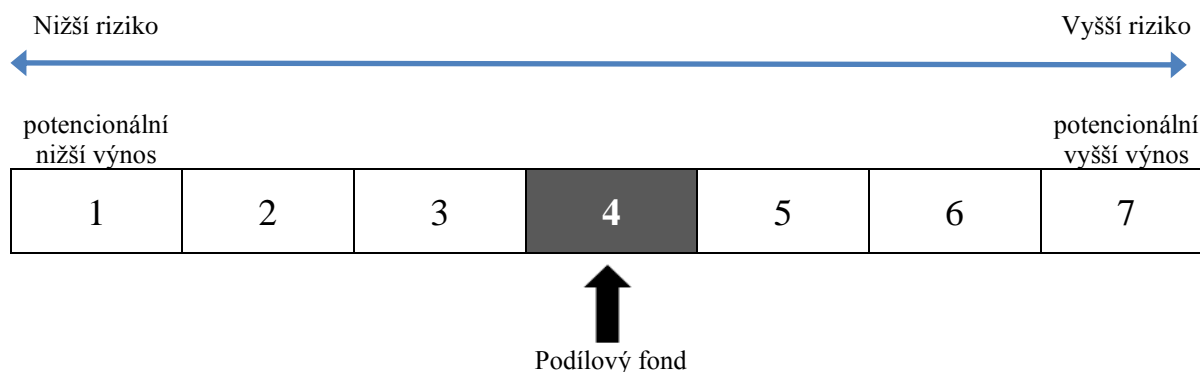 Nižší riziko
Vyšší riziko
potencionální
nižší výnos
potencionální
vyšší výnos
1 2 3 4 5 6 7
Podílový fond